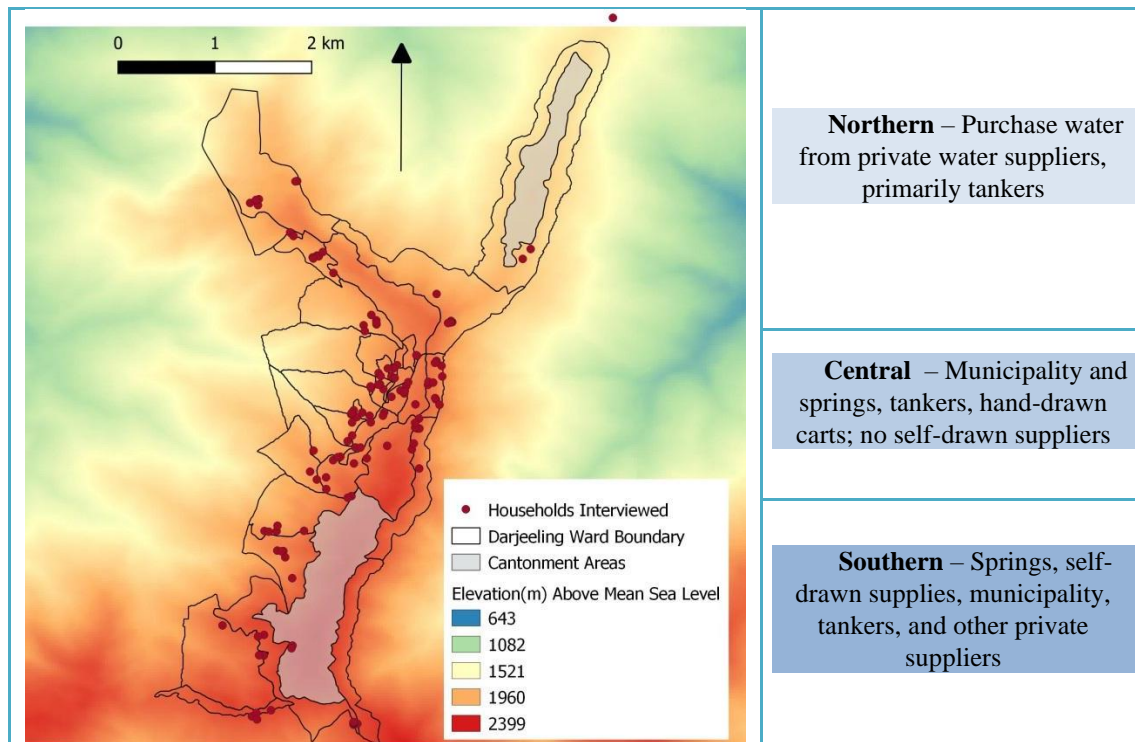 0 1 2 km
Northern – Purchase water
from private water suppliers,
primarily tankers
Central – Municipality and
springs, tankers, hand-drawn
carts; no self-drawn suppliers
Households Interviewed
Darjeeling Ward Boundary
Cantonment Areas
Elevation(m) Above Mean Sea Level
643
1082
1521
1960
2399
Southern – Springs, self-
drawn supplies, municipality,
tankers, and other private
suppliers